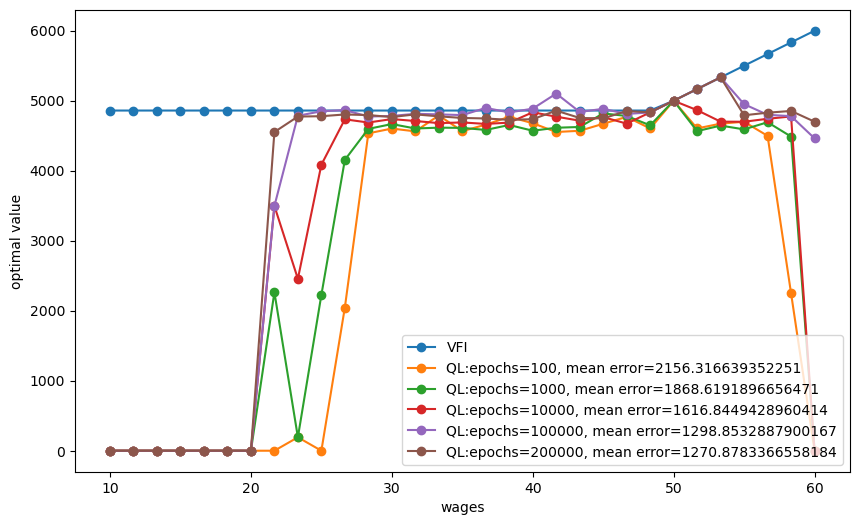 6000
5000
4000
3000
2000
1000
0
optimal value
10 20 30 40 50 60
wages
VFI
QL:epochs=100, mean error=2156.316639352251
QL:epochs=1000, mean error=1868.6191896656471
QL:epochs=10000, mean error=1616.8449428960414
QL:epochs=100000, mean error=1298.8532887900167
QL:epochs=200000, mean error=1270.8783366558184